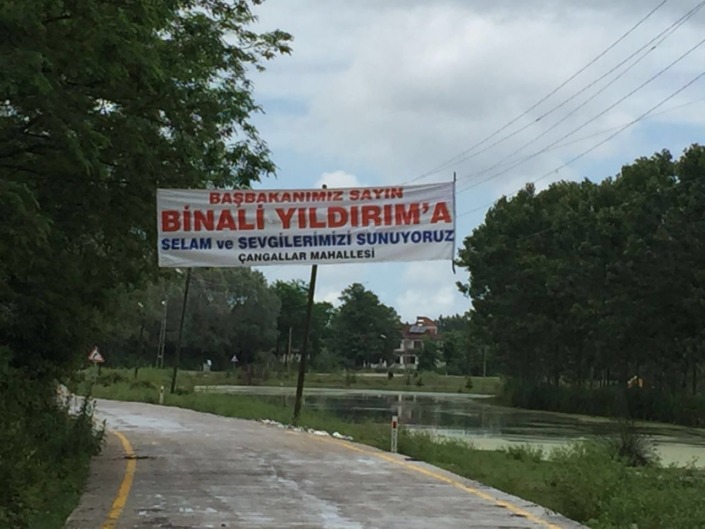 BAŞBAKANIMIZ SAYIN
BİNALİ YILDIRIM'A
SELAM ve SEVGİLERİMİZİ SUNUYORUZ
ÇANGALLAR MAHALLESİ